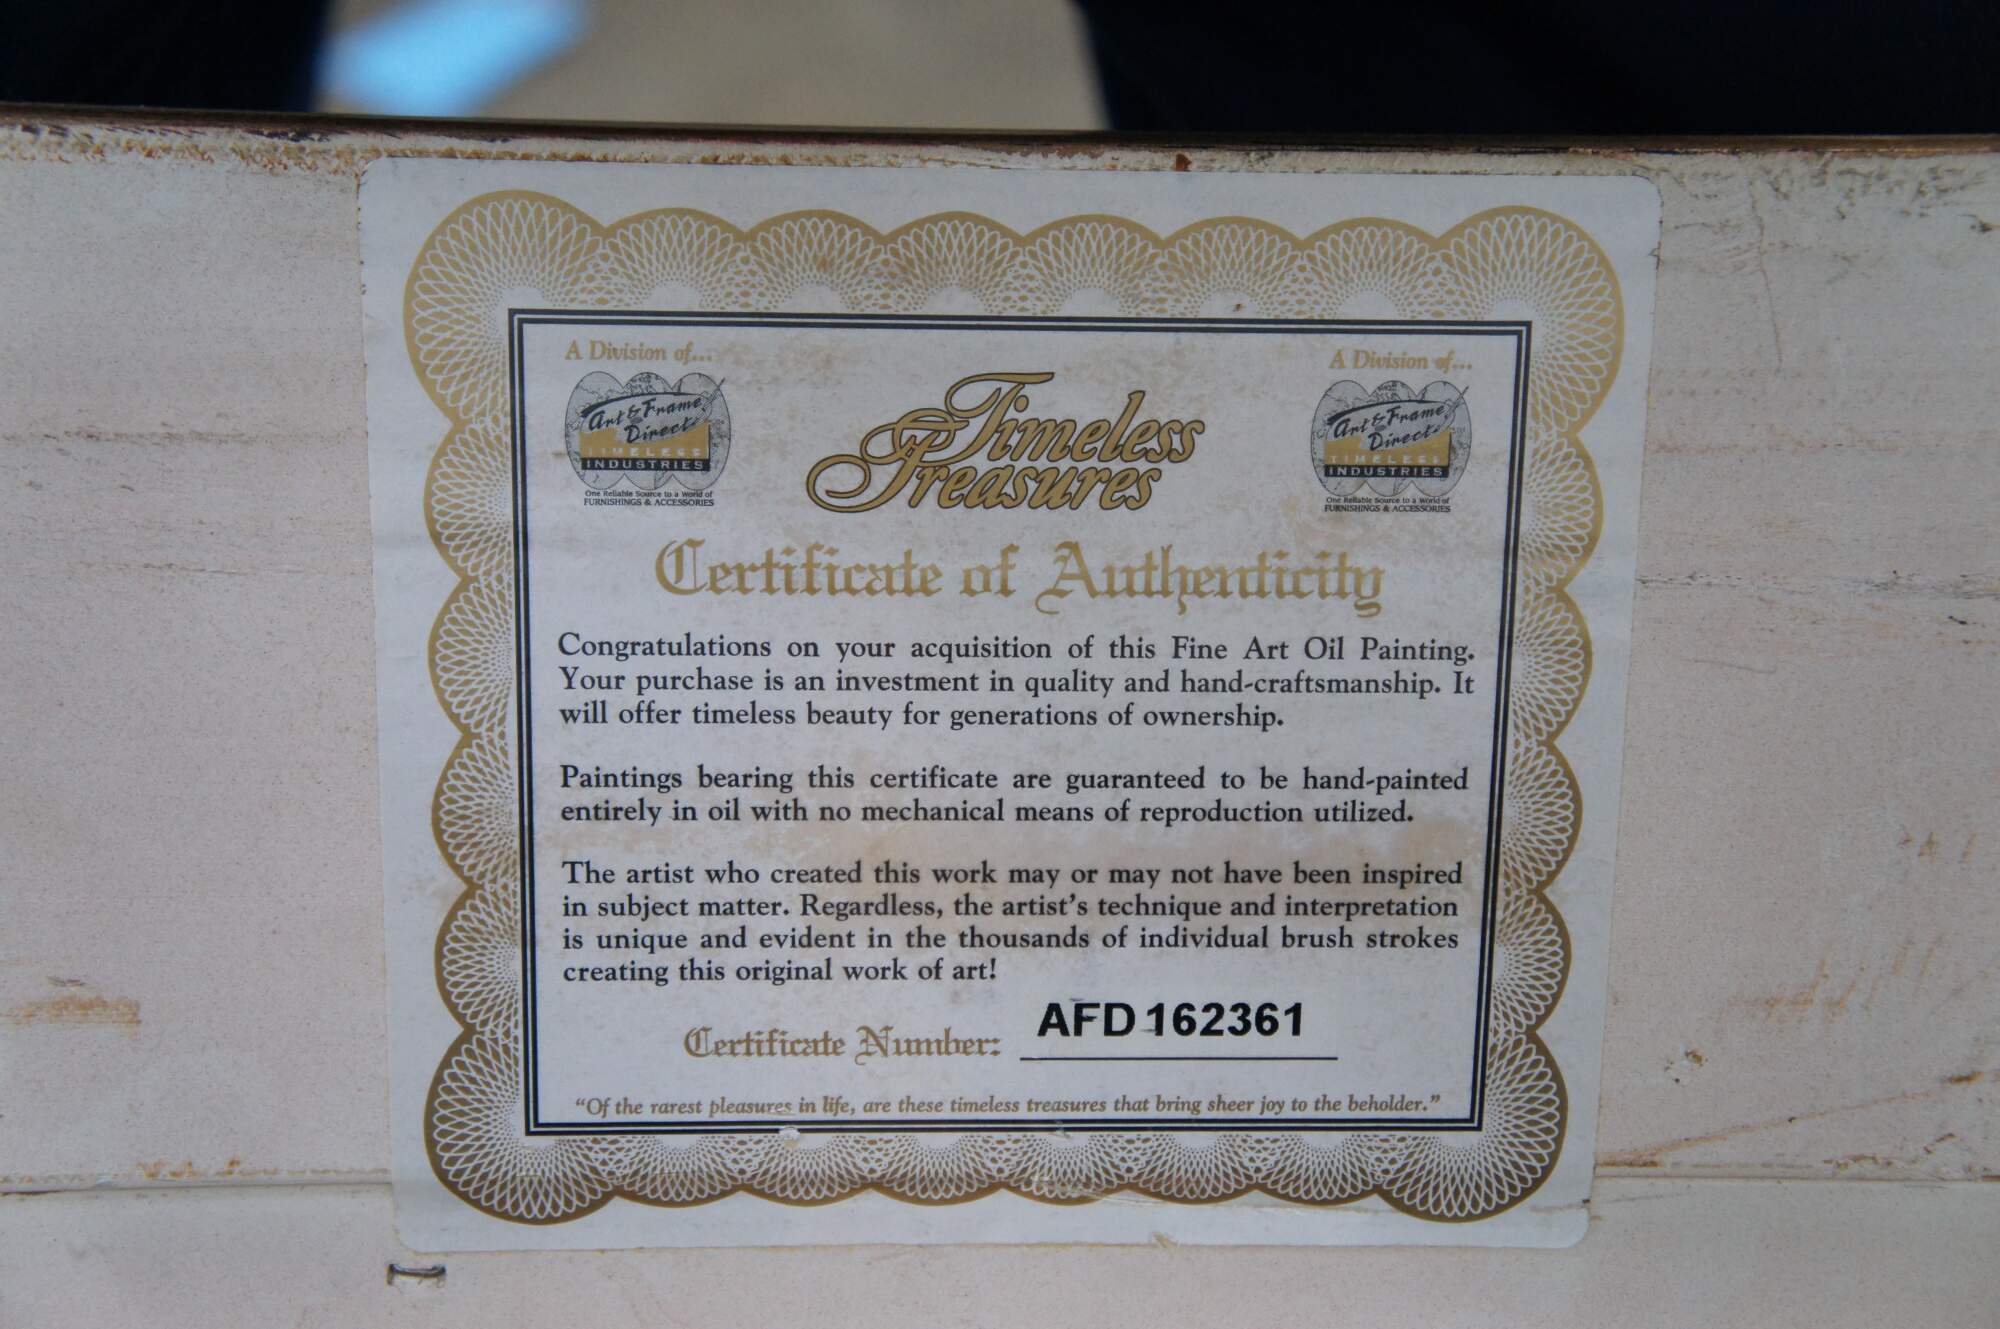 A Division of...
Art & Frame
Direct
TIMELESS
INDUSTRIES
One Reliable Source to a World of
FURNISHINGS & ACCESSORIES
Timeless
Treasures
A Division of...
Art & Frame
Direct
TIMELESS
INDUSTRIES
One Reliable Source to a World of
FURNISHINGS & ACCESSORIES
Certificate of Authenticity
Congratulations on your acquisition of this Fine Art Oil Painting.
Your purchase is an investment in quality and hand-craftsmanship. It
will offer timeless beauty for generations of ownership.
Paintings bearing this certificate are guaranteed to be hand-painted
entirely in oil with no mechanical means of reproduction utilized.
The artist who created this work may or may not have been inspired
in subject matter. Regardless, the artist's technique and interpretation
is unique and evident in the thousands of individual brush strokes
creating this original work of art!
Certificate Number: AFD 162361
"Of the rarest pleasures in life, are these timeless treasures that bring sheer joy to the beholder."